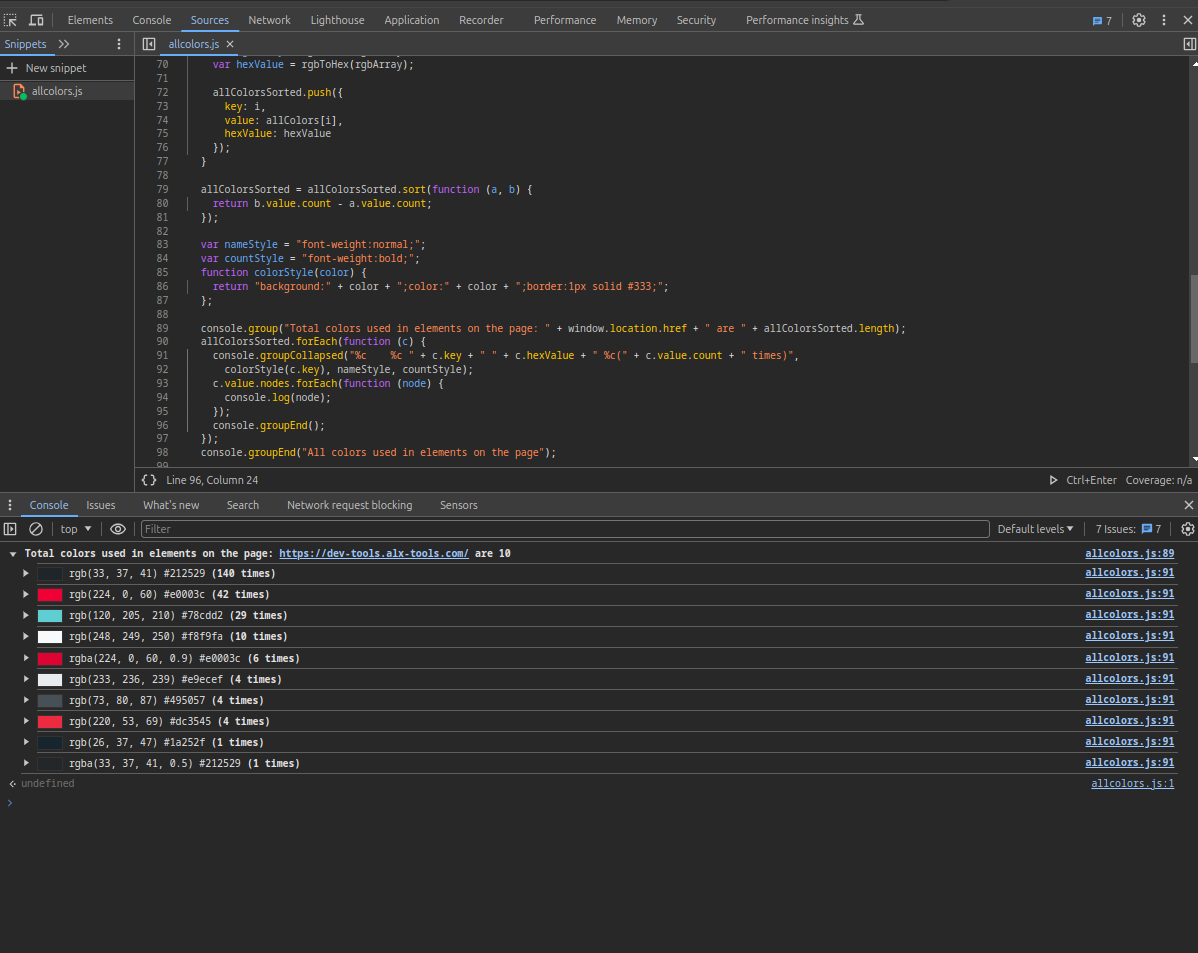 Elements Console Sources Network Lighthouse Application Recorder Performance Memory Security Performance insights 7
Snippets allcolors.js ×
New snippet
allcolors.js
70 var hexValue = rgbToHex(rgbArray);
71
72 allColorsSorted.push({
73 key: i,
74 value: allColors[i],
75 hexValue: hexValue
76 });
77 }
78
79 allColorsSorted = allColorsSorted.sort(function (a, b) {
80 return b.value.count - a.value.count;
81 });
82
83 var nameStyle = "font-weight:normal;";
84 var countStyle = "font-weight:bold;";
85 function colorStyle(color) {
86 return "background:" + color + ";color:" + color + ";border:1px solid #333;";
87 };
88
89 console.group("Total colors used in elements on the page: " + window.location.href + " are " + allColorsSorted.length);
90 allColorsSorted.forEach(function (c) {
91 console.groupCollapsed("%c    %c " + c.key + " " + c.hexValue + " %c(" + c.value.count + " times)",
92 colorStyle(c.key), nameStyle, countStyle);
93 c.value.nodes.forEach(function (node) {
94 console.log(node);
95 });
96 console.groupEnd();
97 });
98 console.groupEnd("All colors used in elements on the page");
99
{} Line 96, Column 24 Ctrl+Enter Coverage: n/a
Console Issues What's new Search Network request blocking Sensors
top Filter Default levels 7 Issues: 7
Total colors used in elements on the page: https://dev-tools.alx-tools.com/ are 10 allcolors.js:89
rgb(33, 37, 41) #212529 (140 times) allcolors.js:91
rgb(224, 0, 60) #e0003c (42 times) allcolors.js:91
rgb(120, 205, 210) #78cdd2 (29 times) allcolors.js:91
rgb(248, 249, 250) #f8f9fa (10 times) allcolors.js:91
rgba(224, 0, 60, 0.9) #e0003c (6 times) allcolors.js:91
rgb(233, 236, 239) #e9ecef (4 times) allcolors.js:91
rgb(73, 80, 87) #495057 (4 times) allcolors.js:91
rgb(220, 53, 69) #dc3545 (4 times) allcolors.js:91
rgb(26, 37, 47) #1a252f (1 times) allcolors.js:91
rgba(33, 37, 41, 0.5) #212529 (1 times) allcolors.js:91
undefined allcolors.js:1